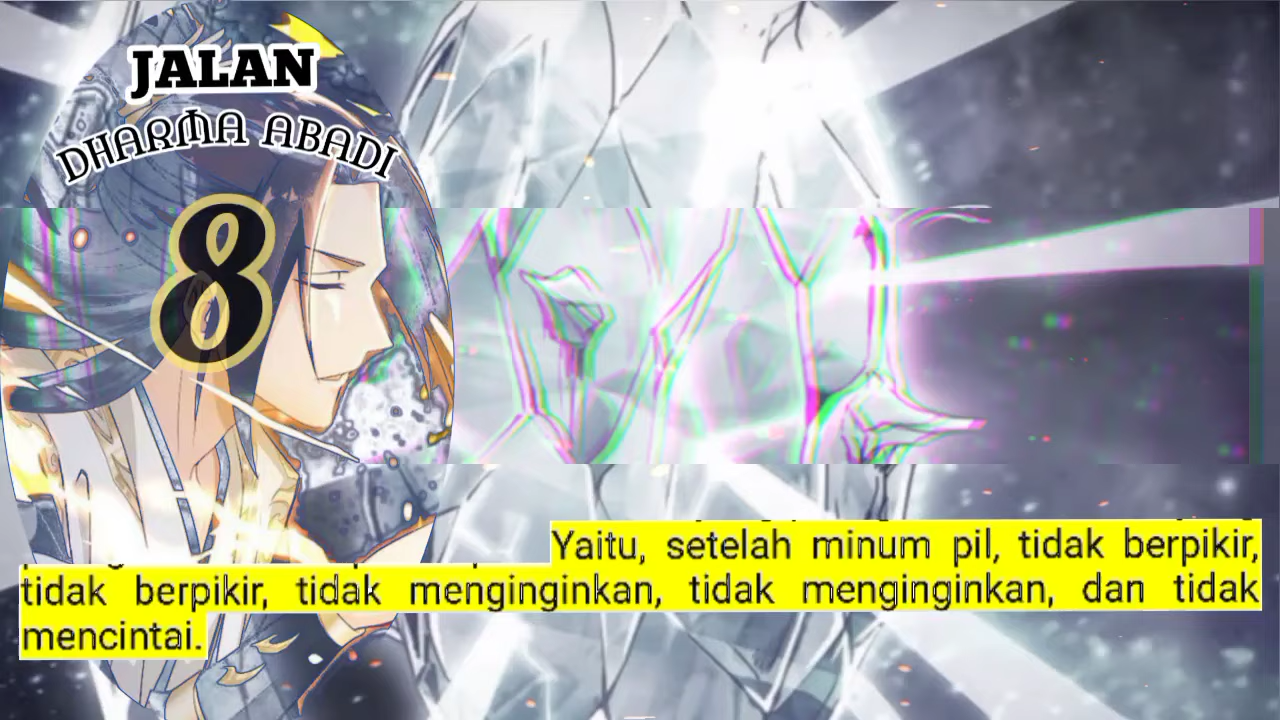 JALAN
DHARMA ABADI
8
Yaitu, setelah minum pil, tidak berpikir,
tidak berpikir, tidak menginginkan, tidak menginginkan, dan tidak
mencintai.